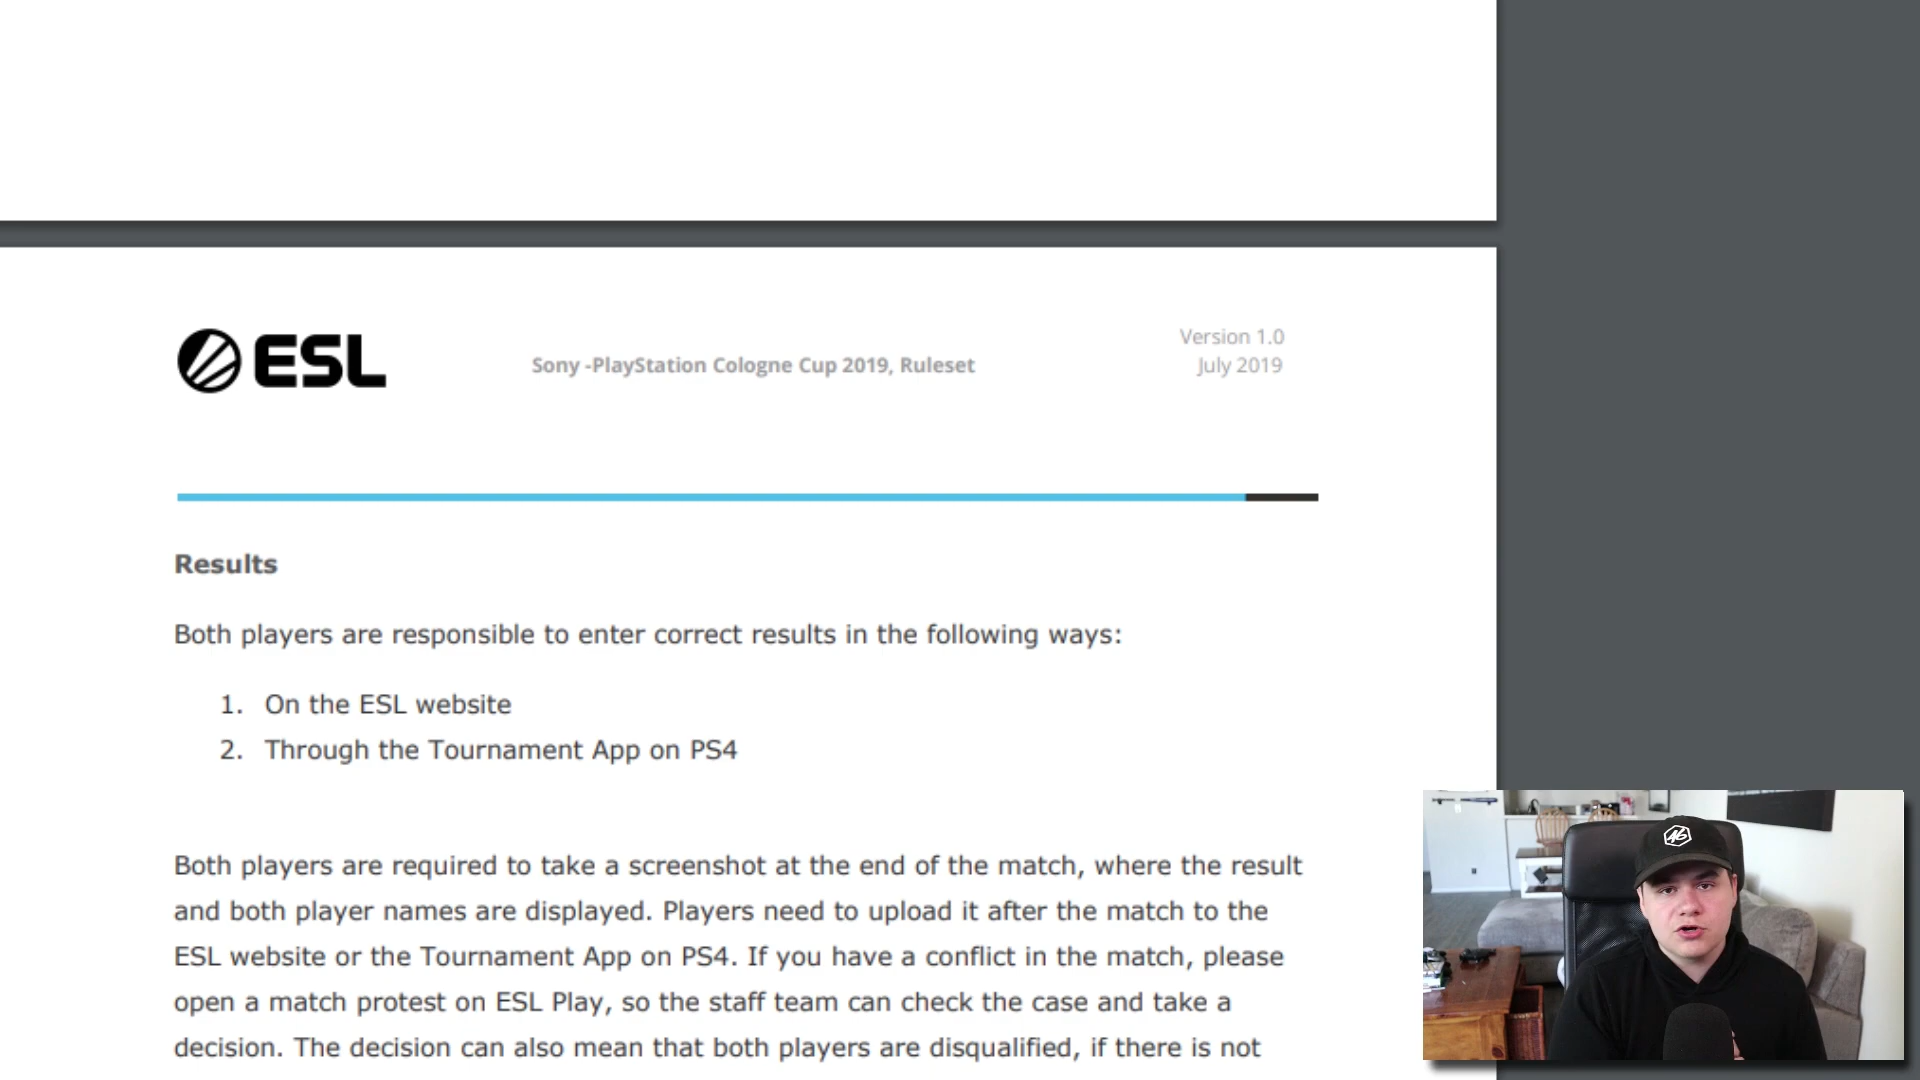 ESL
Sony -PlayStation Cologne Cup 2019, Ruleset
Version 1.0
July 2019
Results
Both players are responsible to enter correct results in the following ways:
1. On the ESL website
2. Through the Tournament App on PS4
Both players are required to take a screenshot at the end of the match, where the result
and both player names are displayed. Players need to upload it after the match to the
ESL website or the Tournament App on PS4. If you have a conflict in the match, please
open a match protest on ESL Play, so the staff team can check the case and take a
decision. The decision can also mean that both players are disqualified, if there is not